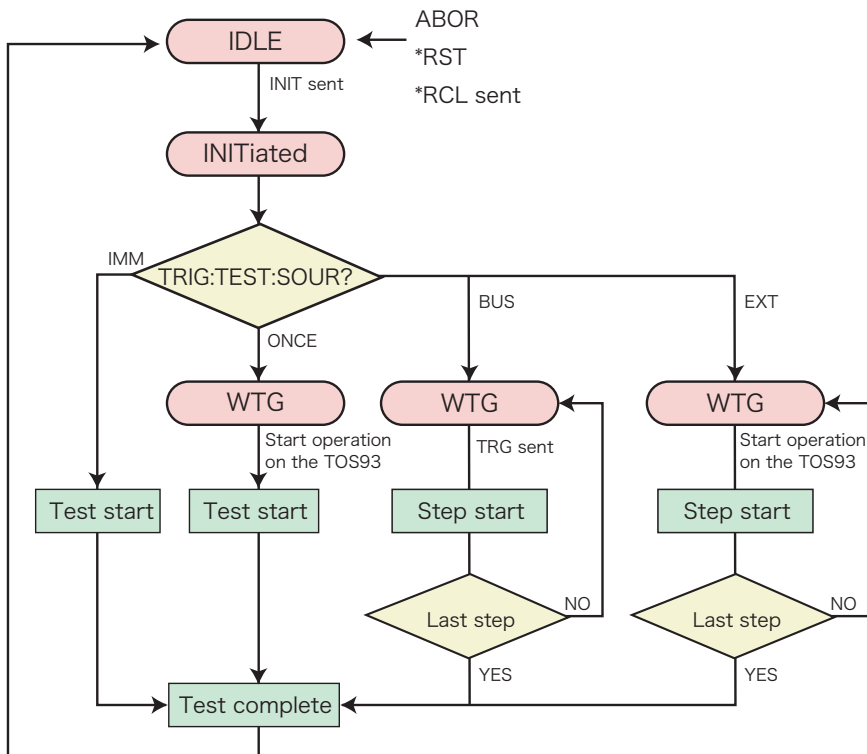 ABOR
IDLE
*RST
INIT sent
*RCL sent
INITiated
IMM
TRIG:TEST:SOUR?
BUS
EXT
ONCE
WTG
WTG
WTG
Start operation
on the TOS93
TRG sent
Start operation
on the TOS93
Test start
Test start
Step start
Step start
Last step
NO
Last step
NO
YES
YES
Test complete